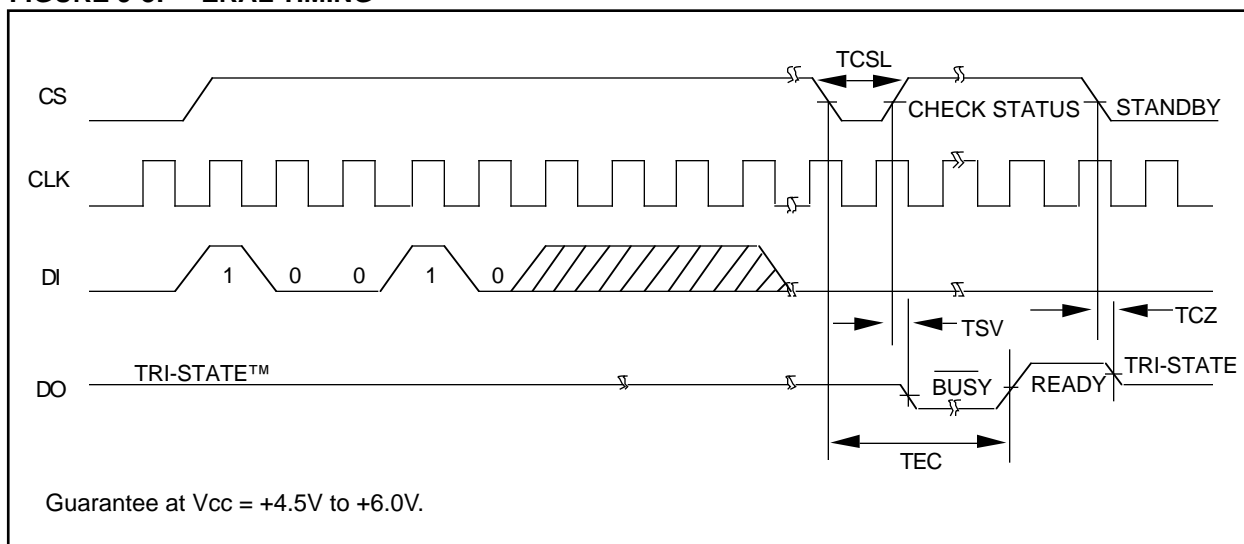 TCSL
CS
CHECK STATUS
STANDBY
CLK
DI
1 0 0 1 0
TSV
TCZ
TRI-STATE™
DO
BUSY
READY
TRI-STATE
TEC
Guarantee at Vcc = +4.5V to +6.0V.